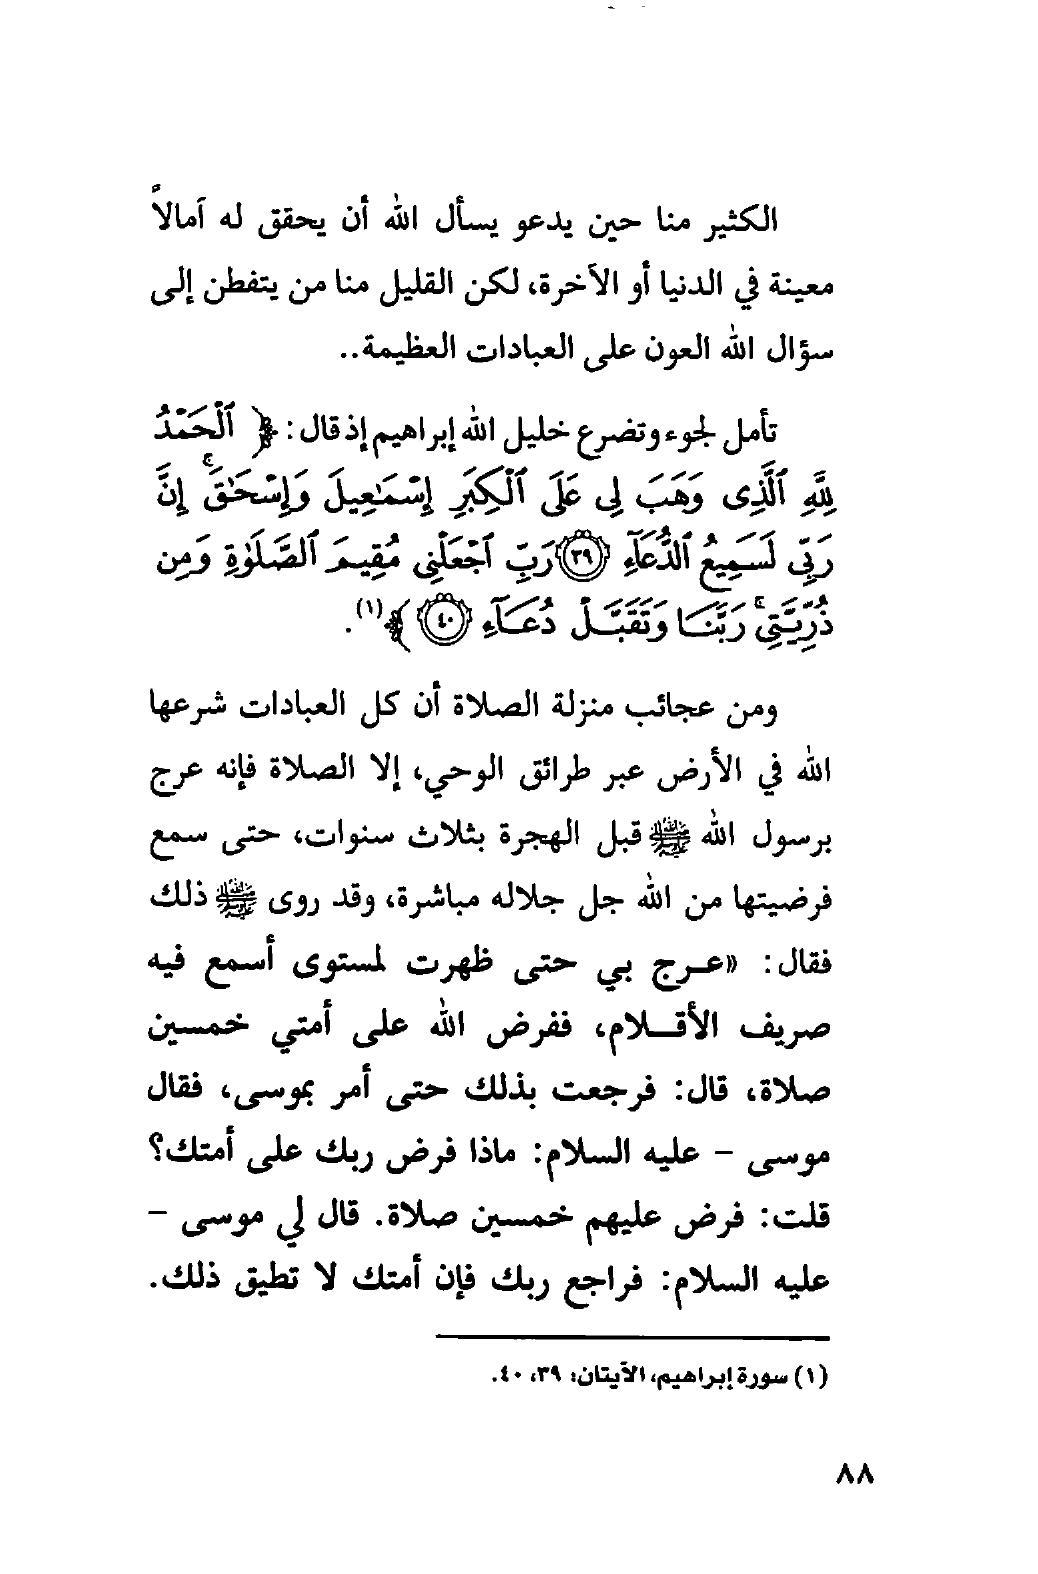 الكثير منا حين يدعو يسأل الله أن يحقق له آمالاً
معينة في الدنيا أو الآخرة، لكن القليل منا من يتفطن إلى
سؤال الله العون على العبادات العظيمة..
تأمل لجوء وتضرع خليل الله إبراهيم إذ قال: ﴿ ٱلْحَمْدُ
لِلَّهِ ٱلَّذِى وَهَبَ لِى عَلَى ٱلْكِبَرِ إِسْمَٰعِيلَ وَإِسْحَٰقَ ۚ إِنَّ
رَبِّى لَسَمِيعُ ٱلدُّعَآءِ ۝٣٩ رَبِّ ٱجْعَلْنِى مُقِيمَ ٱلصَّلَوٰةِ وَمِن
ذُرِّيَّتِى ۚ رَبَّنَا وَتَقَبَّلْ دُعَآءِ ۝٤٠ ﴾(١).
ومن عجائب منزلة الصلاة أن كل العبادات شرعها
الله في الأرض عبر طرائق الوحي، إلا الصلاة فإنه عرج
برسول الله ﷺ قبل الهجرة بثلاث سنوات، حتى سمع
فرضيتها من الله جل جلاله مباشرة، وقد روى ﷺ ذلك
فقال: «عرج بي حتى ظهرت لمستوى أسمع فيه
صريف الأقلام، ففرض الله على أمتي خمسين
صلاة، قال: فرجعت بذلك حتى أمر بموسى، فقال
موسى - عليه السلام: ماذا فرض ربك على أمتك؟
قلت: فرض عليهم خمسين صلاة. قال لي موسى -
عليه السلام: فراجع ربك فإن أمتك لا تطيق ذلك.
(١) سورة إبراهيم، الآيتان: ٣٩، ٤٠.
٨٨